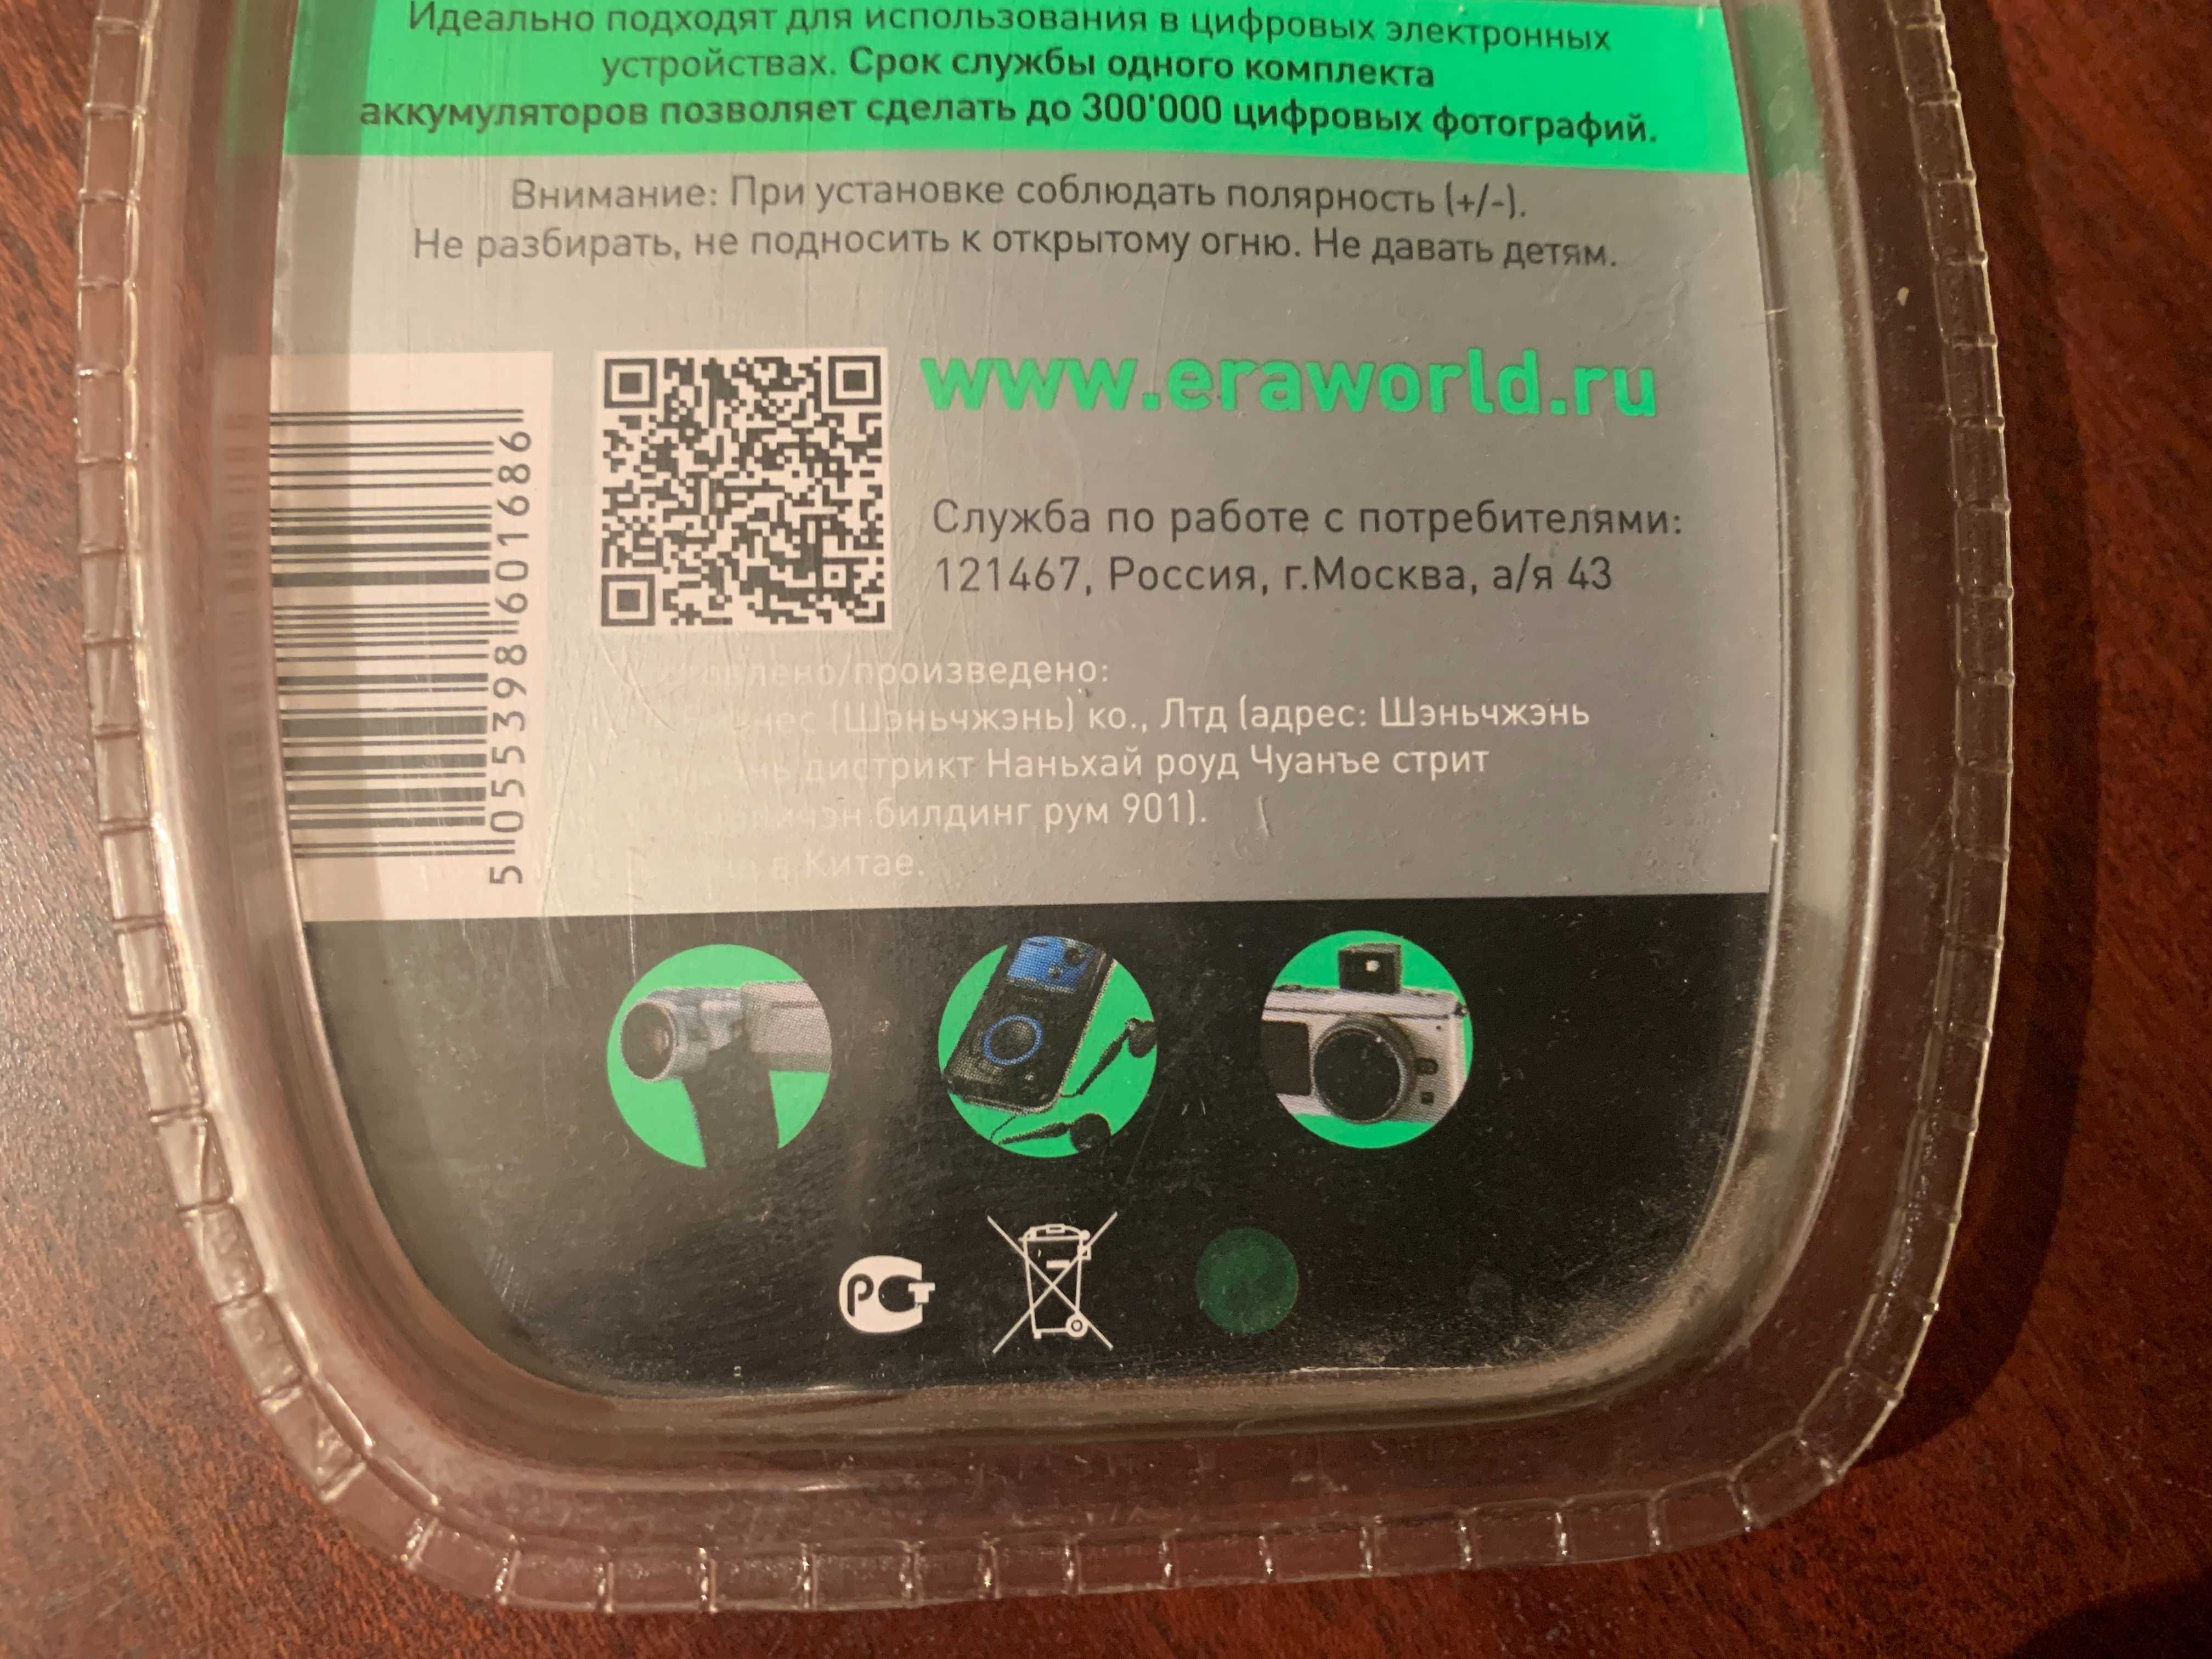 Идеально подходят для использования в цифровых электронных
устройствах. Срок службы одного комплекта
аккумуляторов позволяет сделать до 300'000 цифровых фотографий.
Внимание: При установке соблюдать полярность (+/-).
Не разбирать, не подносить к открытому огню. Не давать детям.
www.eraworld.ru
Служба по работе с потребителями:
121467, Россия, г.Москва, а/я 43
5 055398 601686
(Шэньчжэнь) ко., Лтд (адрес: Шэньчжэнь
дистрикт Наньхай роуд Чуанъе стрит
билдинг рум 901).
в Китае.
РСТ